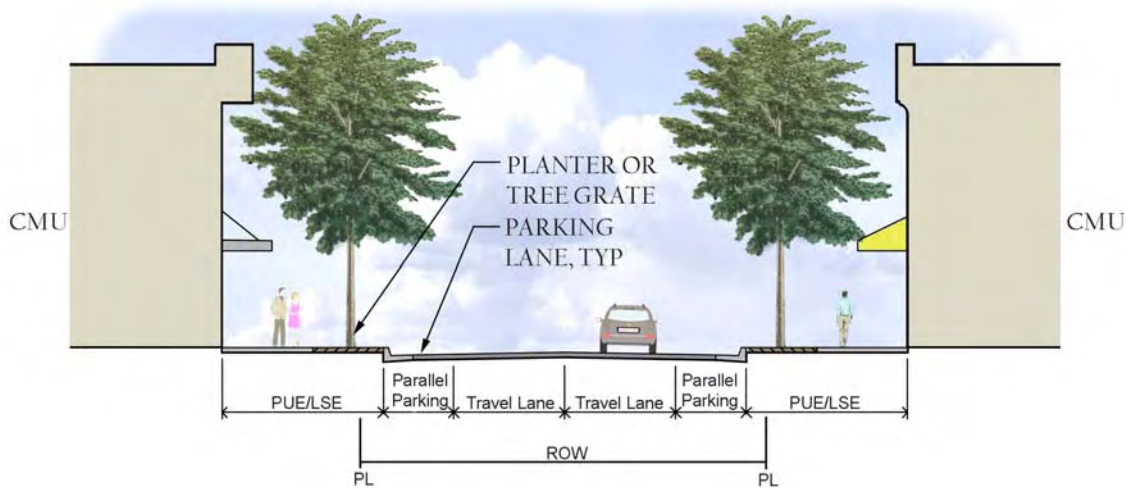 PLANTER OR
TREE GRATE
PARKING
LANE, TYP
CMU
CMU
Parallel
Parking
Parallel
Parking
PUE/LSE
Travel Lane
Travel Lane
PUE/LSE
ROW
PL
PL